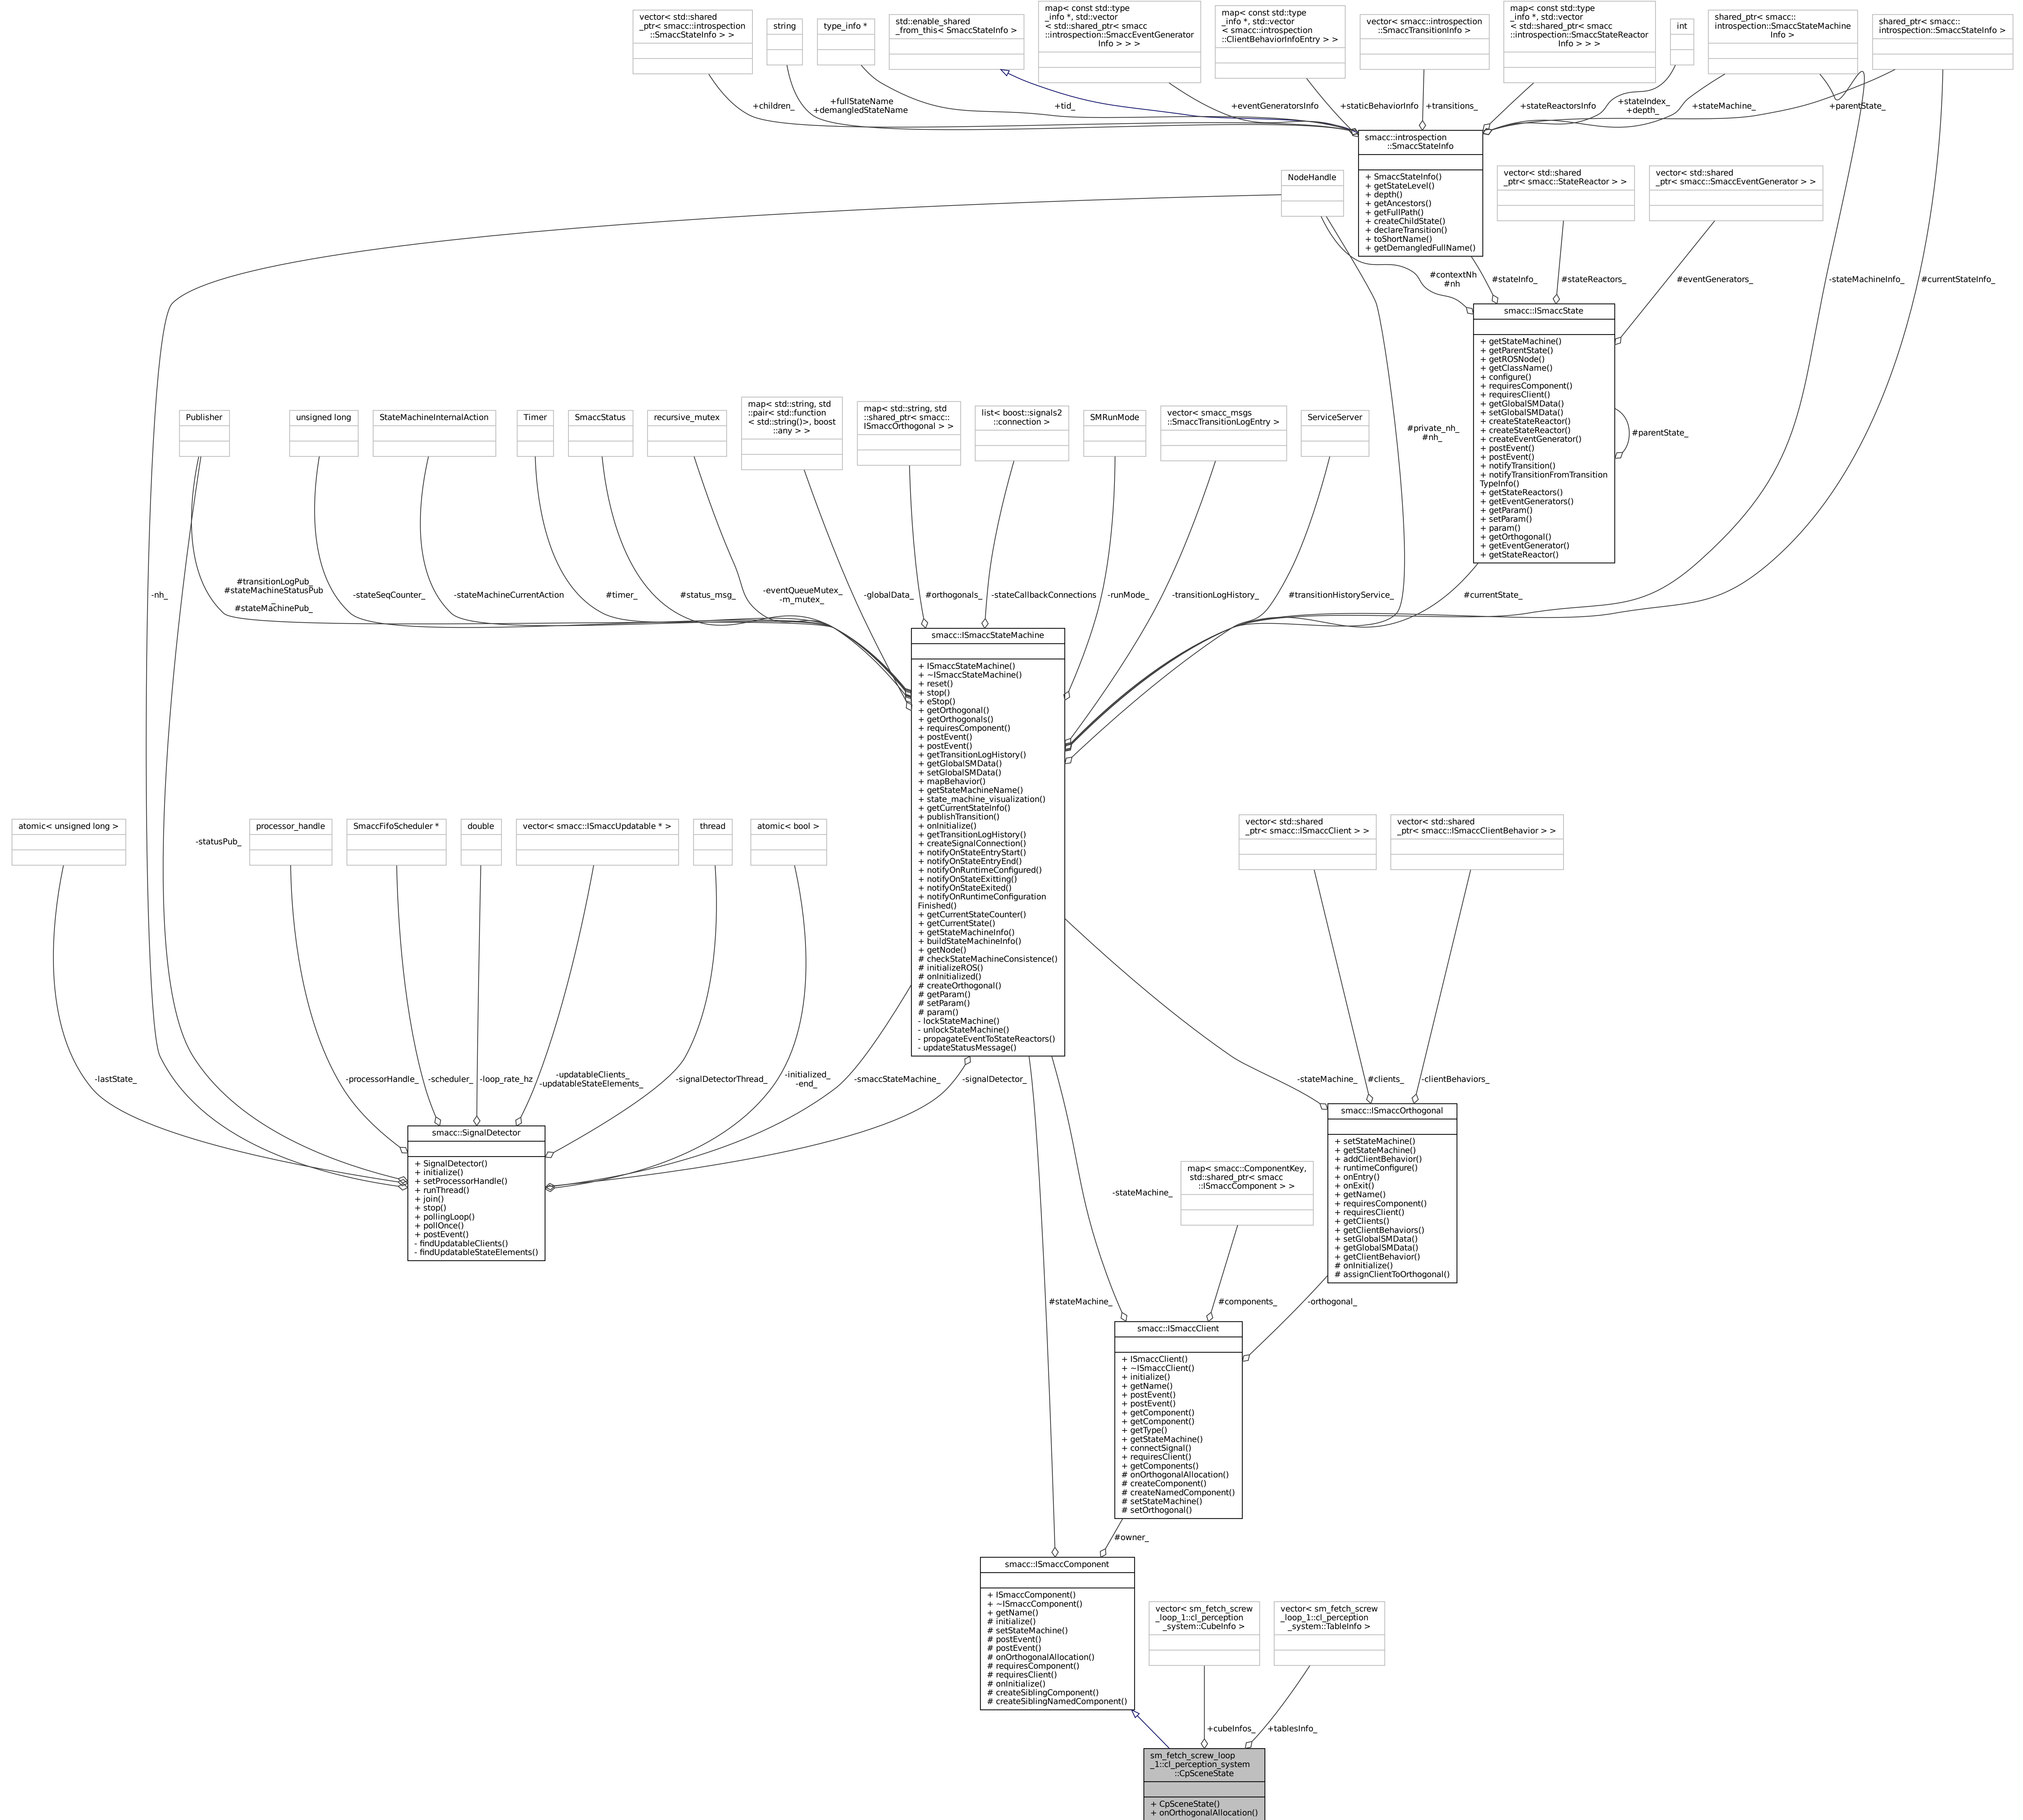 vector< std::shared
_ptr< smacc::introspection
::SmaccStateInfo > >
string
type_info *
std::enable_shared
_from_this< SmaccStateInfo >
map< const std::type
_info *, std::vector
< std::shared_ptr< smacc
::introspection::SmaccEventGenerator
Info > > >
map< const std::type
_info *, std::vector
< smacc::introspection
::ClientBehaviorInfoEntry > >
vector< smacc::introspection
::SmaccTransitionInfo >
map< const std::type
_info *, std::vector
< std::shared_ptr< smacc
::introspection::SmaccStateReactor
Info > > >
int
shared_ptr< smacc::
introspection::SmaccStateMachine
Info >
shared_ptr< smacc::
introspection::SmaccStateInfo >
+children_
+fullStateName
+demangledStateName
+tid_
+eventGeneratorsInfo
+staticBehaviorInfo
+transitions_
+stateReactorsInfo
+stateIndex_
+depth_
+stateMachine_
+parentState_
smacc::introspection
::SmaccStateInfo
+ SmaccStateInfo()
+ getStateLevel()
+ depth()
+ getAncestors()
+ getFullPath()
+ createChildState()
+ declareTransition()
+ toShortName()
+ getDemangledFullName()
NodeHandle
vector< std::shared
_ptr< smacc::StateReactor > >
vector< std::shared
_ptr< smacc::SmaccEventGenerator > >
#contextNh
#nh
#stateInfo_
#stateReactors_
#eventGenerators_
-stateMachineInfo_
#currentStateInfo_
smacc::ISmaccState
+ getStateMachine()
+ getParentState()
+ getROSNode()
+ getClassName()
+ configure()
+ requiresComponent()
+ requiresClient()
+ getGlobalSMData()
+ setGlobalSMData()
+ createStateReactor()
+ createStateReactor()
+ createEventGenerator()
+ postEvent()
+ postEvent()
+ notifyTransition()
+ notifyTransitionFromTransition
TypeInfo()
+ getStateReactors()
+ getEventGenerators()
+ getParam()
+ setParam()
+ param()
+ getOrthogonal()
+ getEventGenerator()
+ getStateReactor()
#parentState_
Publisher
unsigned long
StateMachineInternalAction
Timer
SmaccStatus
recursive_mutex
map< std::string, std
::pair< std::function
< std::string()>, boost
::any > >
map< std::string, std
::shared_ptr< smacc::
ISmaccOrthogonal > >
list< boost::signals2
::connection >
SMRunMode
vector< smacc_msgs
::SmaccTransitionLogEntry >
ServiceServer
#private_nh_
#nh_
-nh_
#transitionLogPub_
#stateMachineStatusPub
_
#stateMachinePub_
-stateSeqCounter_
-stateMachineCurrentAction
#timer_
#status_msg_
-eventQueueMutex_
-m_mutex_
-globalData_
#orthogonals_
-stateCallbackConnections
-runMode_
-transitionLogHistory_
#transitionHistoryService_
#currentState_
smacc::ISmaccStateMachine
+ ISmaccStateMachine()
+ ~ISmaccStateMachine()
+ reset()
+ stop()
+ eStop()
+ getOrthogonal()
+ getOrthogonals()
+ requiresComponent()
+ postEvent()
+ postEvent()
+ getTransitionLogHistory()
+ getGlobalSMData()
+ setGlobalSMData()
+ mapBehavior()
+ getStateMachineName()
+ state_machine_visualization()
+ getCurrentStateInfo()
+ publishTransition()
+ onInitialize()
+ getTransitionLogHistory()
+ createSignalConnection()
+ notifyOnStateEntryStart()
+ notifyOnStateEntryEnd()
+ notifyOnRuntimeConfigured()
+ notifyOnStateExitting()
+ notifyOnStateExited()
+ notifyOnRuntimeConfiguration
Finished()
+ getCurrentStateCounter()
+ getCurrentState()
+ getStateMachineInfo()
+ buildStateMachineInfo()
+ getNode()
# checkStateMachineConsistence()
# initializeROS()
# onInitialized()
# createOrthogonal()
# getParam()
# setParam()
# param()
- lockStateMachine()
- unlockStateMachine()
- propagateEventToStateReactors()
- updateStatusMessage()
atomic< unsigned long >
-statusPub_
processor_handle
SmaccFifoScheduler *
double
vector< smacc::ISmaccUpdatable * >
thread
atomic< bool >
vector< std::shared
_ptr< smacc::ISmaccClient > >
vector< std::shared
_ptr< smacc::ISmaccClientBehavior > >
-lastState_
-processorHandle_
-scheduler_
-loop_rate_hz
-updatableClients_
-updatableStateElements_
-signalDetectorThread_
-initialized_
-end_
-smaccStateMachine_
-signalDetector_
-stateMachine_
#clients_
-clientBehaviors_
smacc::SignalDetector
+ SignalDetector()
+ initialize()
+ setProcessorHandle()
+ runThread()
+ join()
+ stop()
+ pollingLoop()
+ pollOnce()
+ postEvent()
- findUpdatableClients()
- findUpdatableStateElements()
smacc::ISmaccOrthogonal
+ setStateMachine()
+ getStateMachine()
+ addClientBehavior()
+ runtimeConfigure()
+ onEntry()
+ onExit()
+ getName()
+ requiresComponent()
+ requiresClient()
+ getClients()
+ getClientBehaviors()
+ setGlobalSMData()
+ getGlobalSMData()
+ getClientBehavior()
# onInitialize()
# assignClientToOrthogonal()
-stateMachine_
map< smacc::ComponentKey,
std::shared_ptr< smacc
::ISmaccComponent > >
#stateMachine_
#components_
-orthogonal_
smacc::ISmaccClient
+ ISmaccClient()
+ ~ISmaccClient()
+ initialize()
+ getName()
+ postEvent()
+ postEvent()
+ getComponent()
+ getComponent()
+ getType()
+ getStateMachine()
+ connectSignal()
+ requiresClient()
+ getComponents()
# onOrthogonalAllocation()
# createComponent()
# createNamedComponent()
# setStateMachine()
# setOrthogonal()
#owner_
smacc::ISmaccComponent
+ ISmaccComponent()
+ ~ISmaccComponent()
+ getName()
# initialize()
# setStateMachine()
# postEvent()
# postEvent()
# onOrthogonalAllocation()
# requiresComponent()
# requiresClient()
# onInitialize()
# createSiblingComponent()
# createSiblingNamedComponent()
vector< sm_fetch_screw
_loop_1::cl_perception
_system::CubeInfo >
vector< sm_fetch_screw
_loop_1::cl_perception
_system::TableInfo >
+cubeInfos_
+tablesInfo_
sm_fetch_screw_loop
_1::cl_perception_system
::CpSceneState
+ CpSceneState()
+ onOrthogonalAllocation()